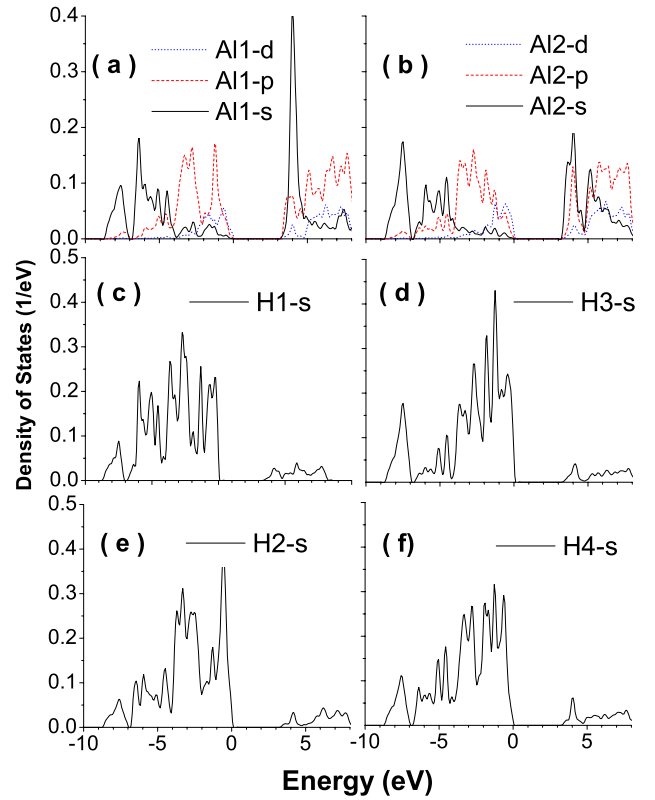 0.4
( a )
Al1-d
Al1-p
Al1-s
( b )
Al2-d
Al2-p
Al2-s
0.3
0.2
0.1
0.0
Density of States (1/eV)
0.5
( c )
H1-s
( d )
H3-s
0.4
0.3
0.2
0.1
0.0
0.5
( e )
H2-s
(f)
H4-s
0.4
0.3
0.2
0.1
0.0
-10 -5 0 5 -10 -5 0 5
Energy (eV)